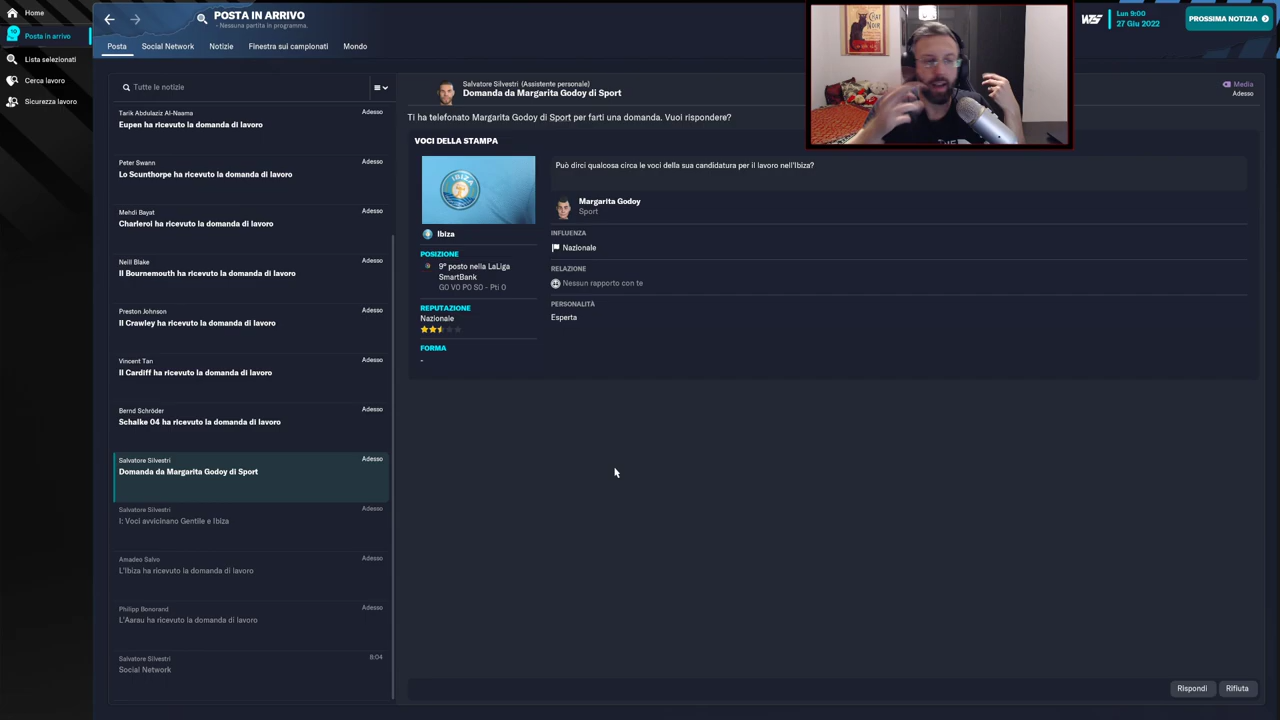 Home
POSTA IN ARRIVO
- Nessuna partita in programma.
Lun 9:00
27 Giu 2022
PROSSIMA NOTIZIA
Posta in arrivo
Lista selezionati
Cerca lavoro
Sicurezza lavoro
Posta
Social Network
Notizie
Finestra sui campionati
Mondo
CHAT
NOIR
Tutte le notizie
Tarik Abdulaziz Al-Naama
Adesso
Eupen ha ricevuto la domanda di lavoro
Peter Swann
Adesso
Lo Scunthorpe ha ricevuto la domanda di lavoro
Mehdi Bayat
Adesso
Charleroi ha ricevuto la domanda di lavoro
Neill Blake
Adesso
Il Bournemouth ha ricevuto la domanda di lavoro
Preston Johnson
Adesso
Il Crawley ha ricevuto la domanda di lavoro
Vincent Tan
Adesso
Il Cardiff ha ricevuto la domanda di lavoro
Bernd Schröder
Adesso
Schalke 04 ha ricevuto la domanda di lavoro
Salvatore Silvestri
Adesso
Domanda da Margarita Godoy di Sport
Salvatore Silvestri
Adesso
I: Voci avvicinano Gentile e Ibiza
Amadeo Salvo
Adesso
L'Ibiza ha ricevuto la domanda di lavoro
Philipp Bonorand
Adesso
L'Aarau ha ricevuto la domanda di lavoro
Salvatore Silvestri
8:04
Social Network
Salvatore Silvestri (Assistente personale)
Domanda da Margarita Godoy di Sport
Media
Adesso
Ti ha telefonato Margarita Godoy di Sport per farti una domanda. Vuoi rispondere?
VOCI DELLA STAMPA
IBIZA
Ibiza
POSIZIONE
9º posto nella LaLiga
SmartBank
G0 V0 P0 S0 - Pti 0
REPUTAZIONE
Nazionale
FORMA
-
Può dirci qualcosa circa le voci della sua candidatura per il lavoro nell'Ibiza?
Margarita Godoy
Sport
INFLUENZA
Nazionale
RELAZIONE
Nessun rapporto con te
PERSONALITÀ
Esperta
Rispondi
Rifiuta